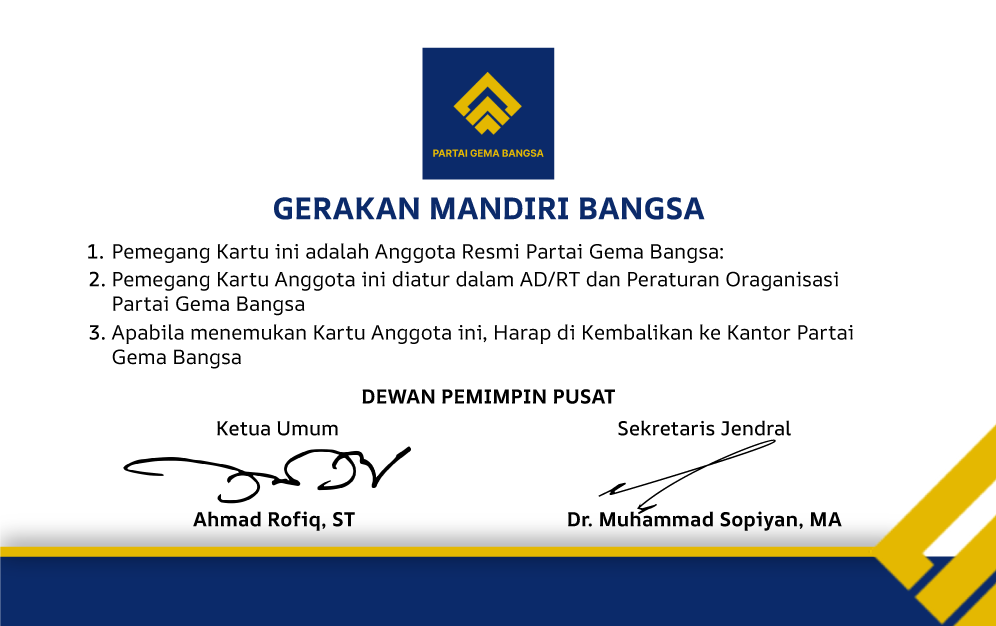 PARTAI GEMA BANGSA
GERAKAN MANDIRI BANGSA
1. Pemegang Kartu ini adalah Anggota Resmi Partai Gema Bangsa:
2. Pemegang Kartu Anggota ini diatur dalam AD/RT dan Peraturan Oraganisasi
Partai Gema Bangsa
3. Apabila menemukan Kartu Anggota ini, Harap di Kembalikan ke Kantor Partai
Gema Bangsa
DEWAN PEMIMPIN PUSAT
Ketua Umum
Sekretaris Jendral
Ahmad Rofiq, ST
Dr. Muhammad Sopiyan, MA